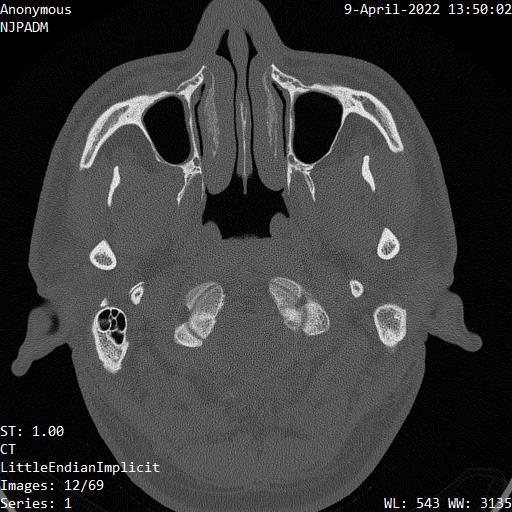 Anonymous
NJPADM
9-April-2022 13:50:02
ST: 1.00
CT
LittleEndianImplicit
Images: 12/69
Series: 1
WL: 543 WW: 3135